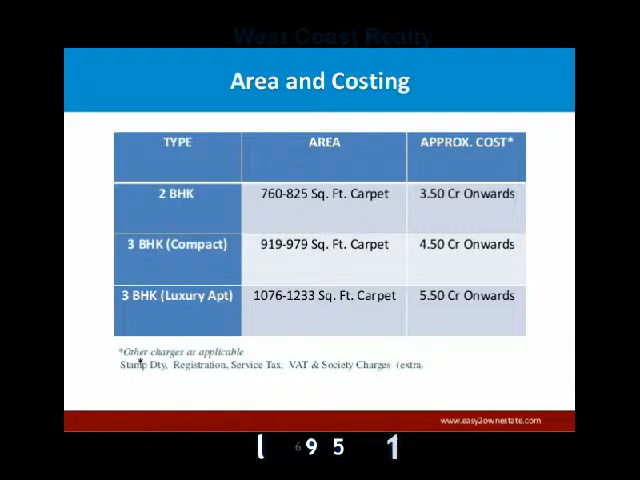 West Coast Realty
Area and Costing
TYPE AREA APPROX. COST*
2 BHK 760-825 Sq. Ft. Carpet 3.50 Cr Onwards
3 BHK (Compact) 919-979 Sq. Ft. Carpet 4.50 Cr Onwards
3 BHK (Luxury Apt) 1076-1233 Sq. Ft. Carpet 5.50 Cr Onwards
*Other charges as applicable
Stamp Dty, Registration, Service Tax, VAT & Society Charges (extra,
www.easy2ownestate.com
95 1